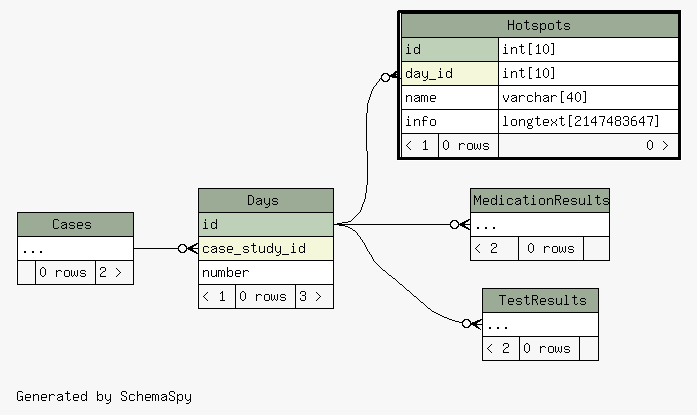 Hotspots
id int[10]
day_id int[10]
name varchar[40]
info longtext[2147483647]
< 1 0 rows 0 >
Cases
...
0 rows 2 >
Days
id
case_study_id
number
< 1 0 rows 3 >
MedicationResults
...
< 2 0 rows
TestResults
...
< 2 0 rows
Generated by SchemaSpy